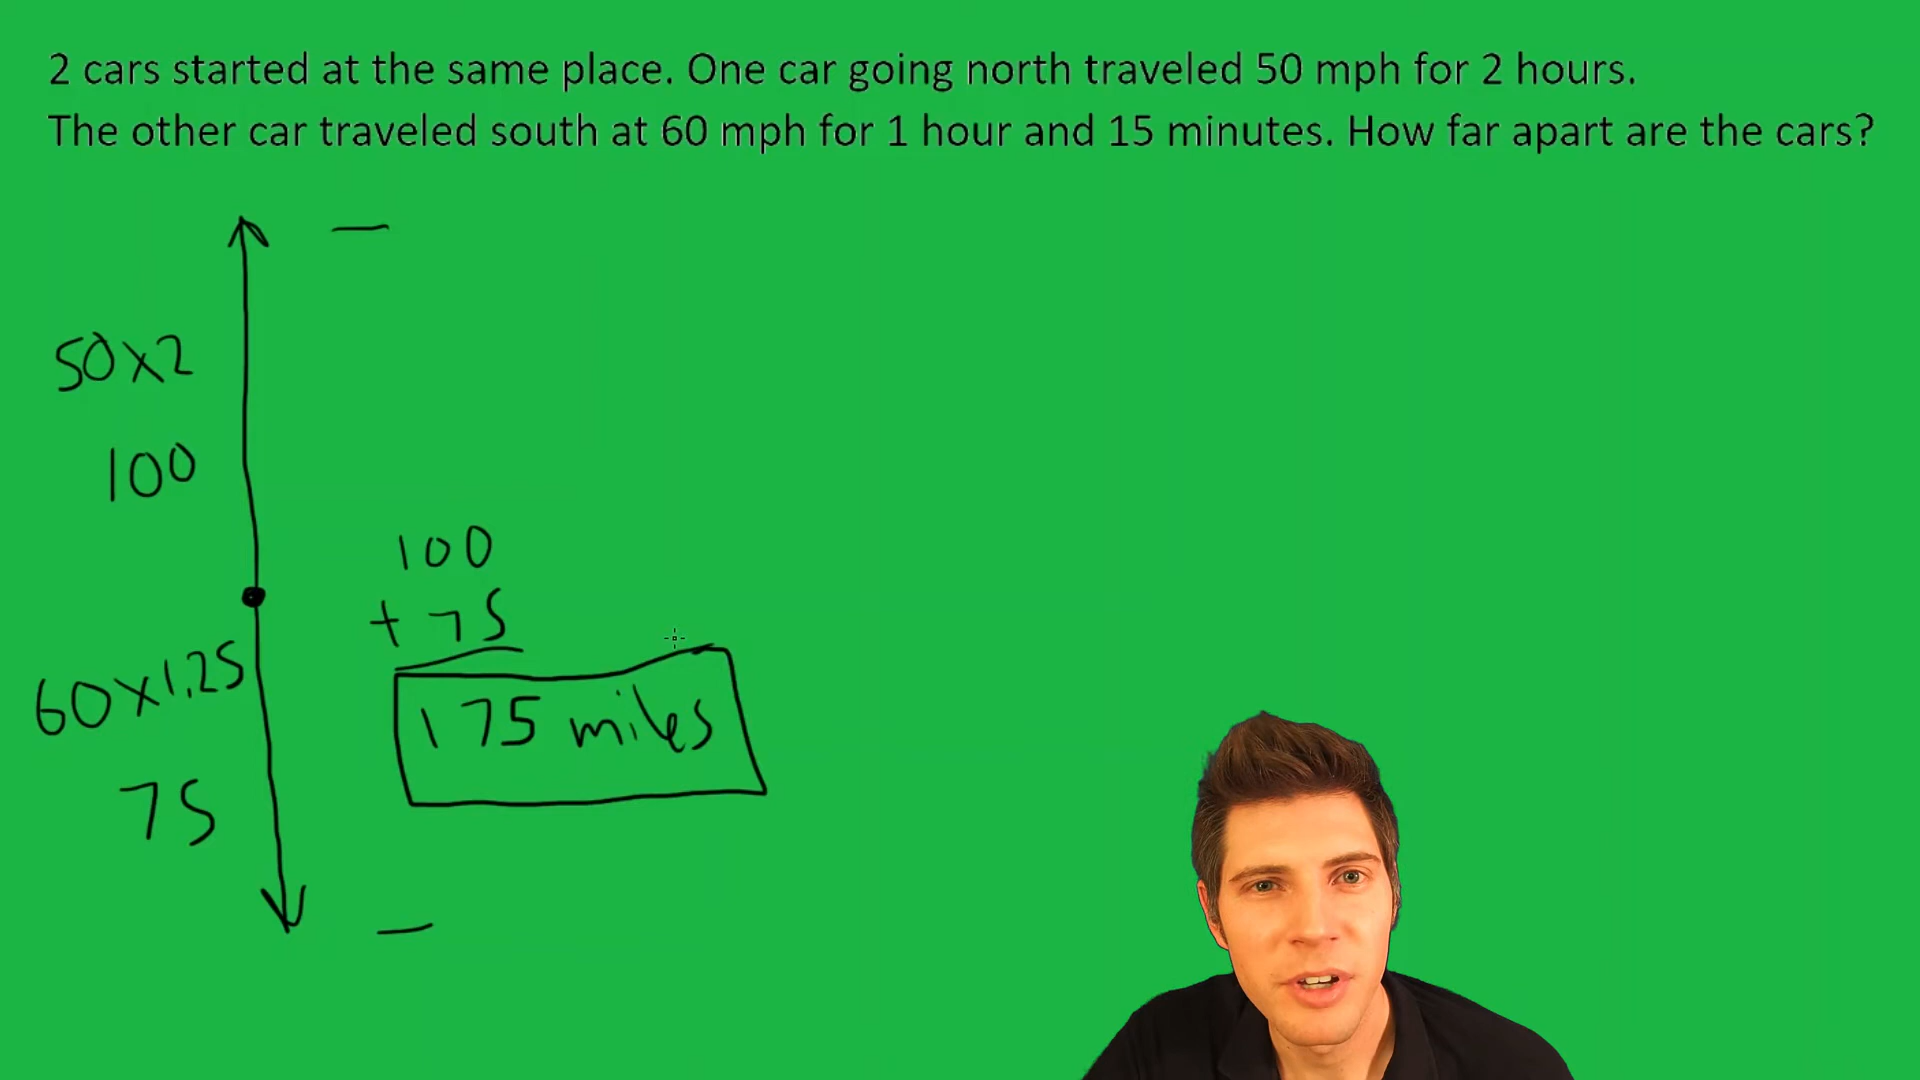 2 cars started at the same place. One car going north traveled 50 mph for 2 hours.
The other car traveled south at 60 mph for 1 hour and 15 minutes. How far apart are the cars?
50x2
100
100
+ 75
60x1.25
175 miles
75